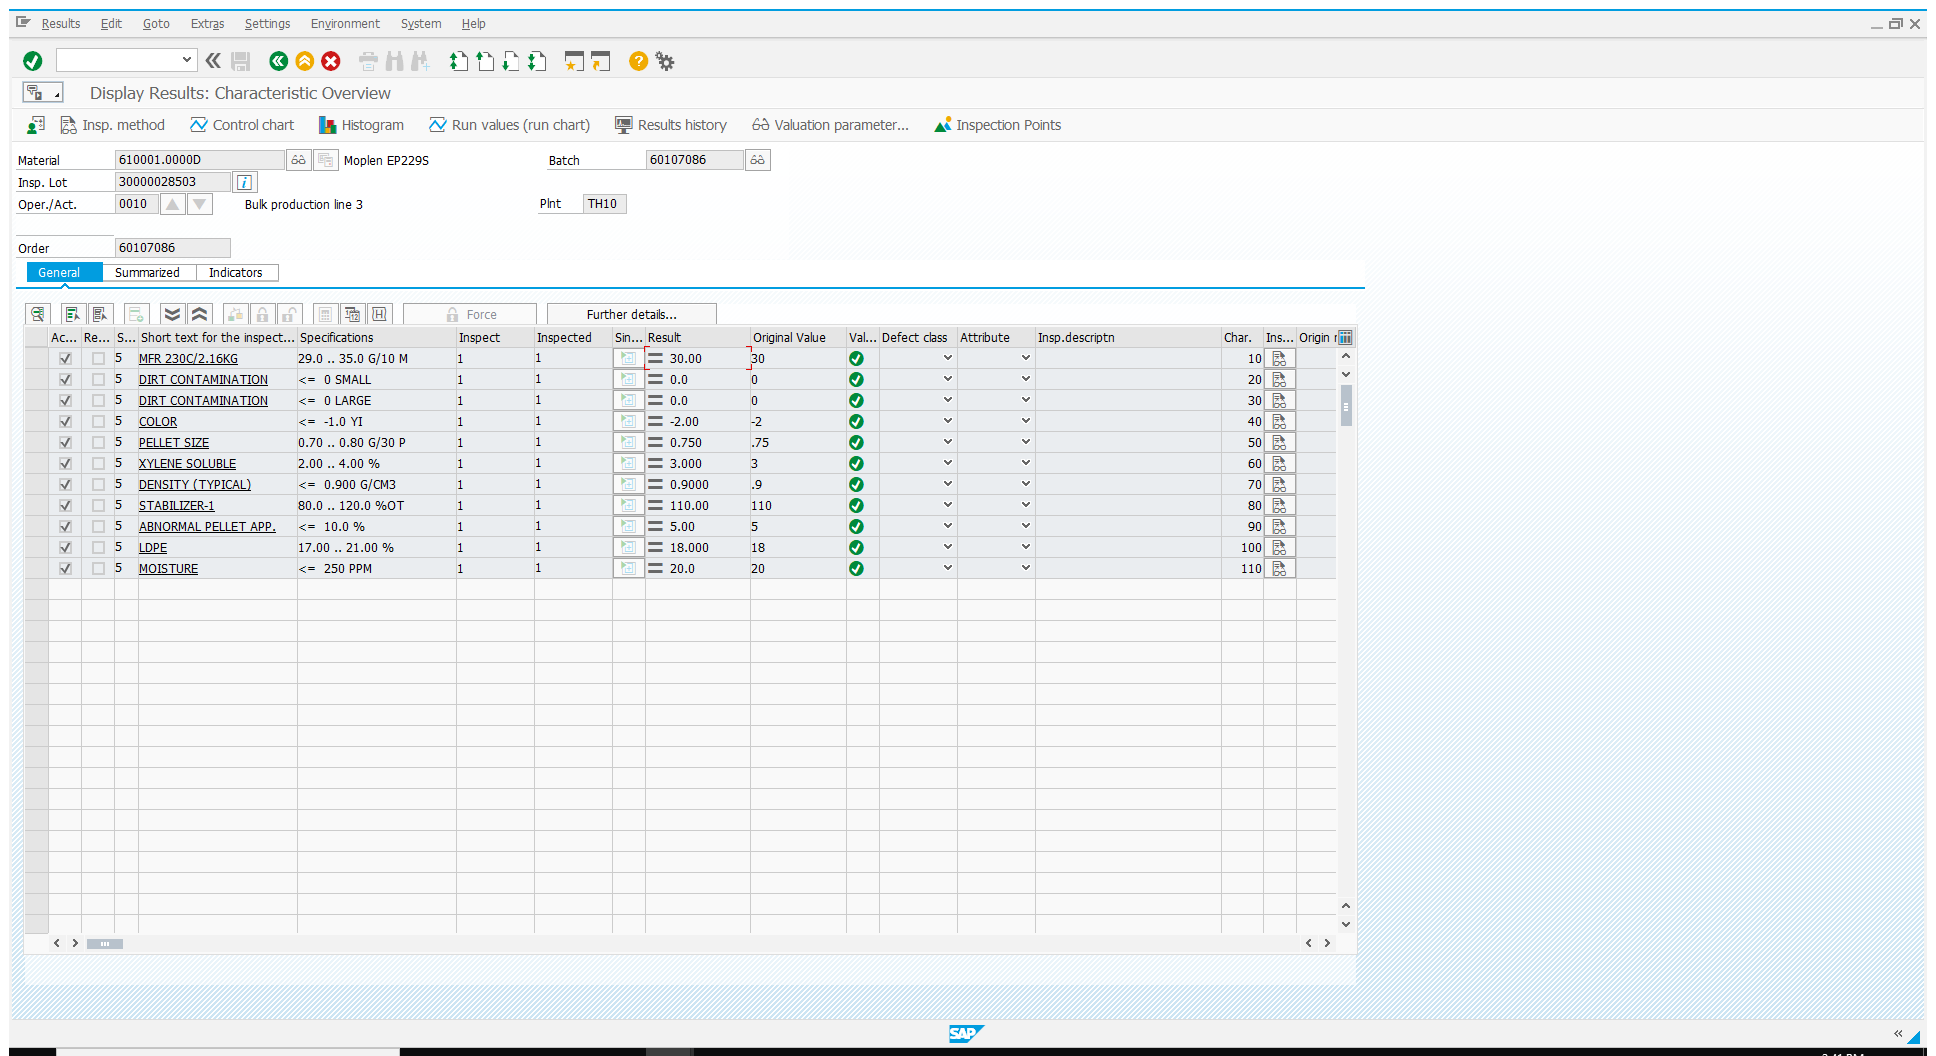 Results Edit Goto Extras Settings Environment System Help
Display Results: Characteristic Overview
Insp. method Control chart Histogram Run values (run chart) Results history Valuation parameter... Inspection Points
Material 610001.0000D Moplen EP229S Batch 60107086
Insp. Lot 30000028503
Oper./Act. 0010 Bulk production line 3 Plnt TH10
Order 60107086
General Summarized Indicators
Force Further details...
Ac... Re... S... Short text for the inspect... Specifications Inspect Inspected Sin... Result Original Value Val... Defect class Attribute Insp.descriptn Char. Ins... Origin r
5 MFR 230C/2.16KG 29.0 .. 35.0 G/10 M 1 1 30.00 30 10
5 DIRT CONTAMINATION <= 0 SMALL 1 1 0.0 0 20
5 DIRT CONTAMINATION <= 0 LARGE 1 1 0.0 0 30
5 COLOR <= -1.0 YI 1 1 -2.00 -2 40
5 PELLET SIZE 0.70 .. 0.80 G/30 P 1 1 0.750 .75 50
5 XYLENE SOLUBLE 2.00 .. 4.00 % 1 1 3.000 3 60
5 DENSITY (TYPICAL) <= 0.900 G/CM3 1 1 0.9000 .9 70
5 STABILIZER-1 80.0 .. 120.0 %OT 1 1 110.00 110 80
5 ABNORMAL PELLET APP. <= 10.0 % 1 1 5.00 5 90
5 LDPE 17.00 .. 21.00 % 1 1 18.000 18 100
5 MOISTURE <= 250 PPM 1 1 20.0 20 110
SAP